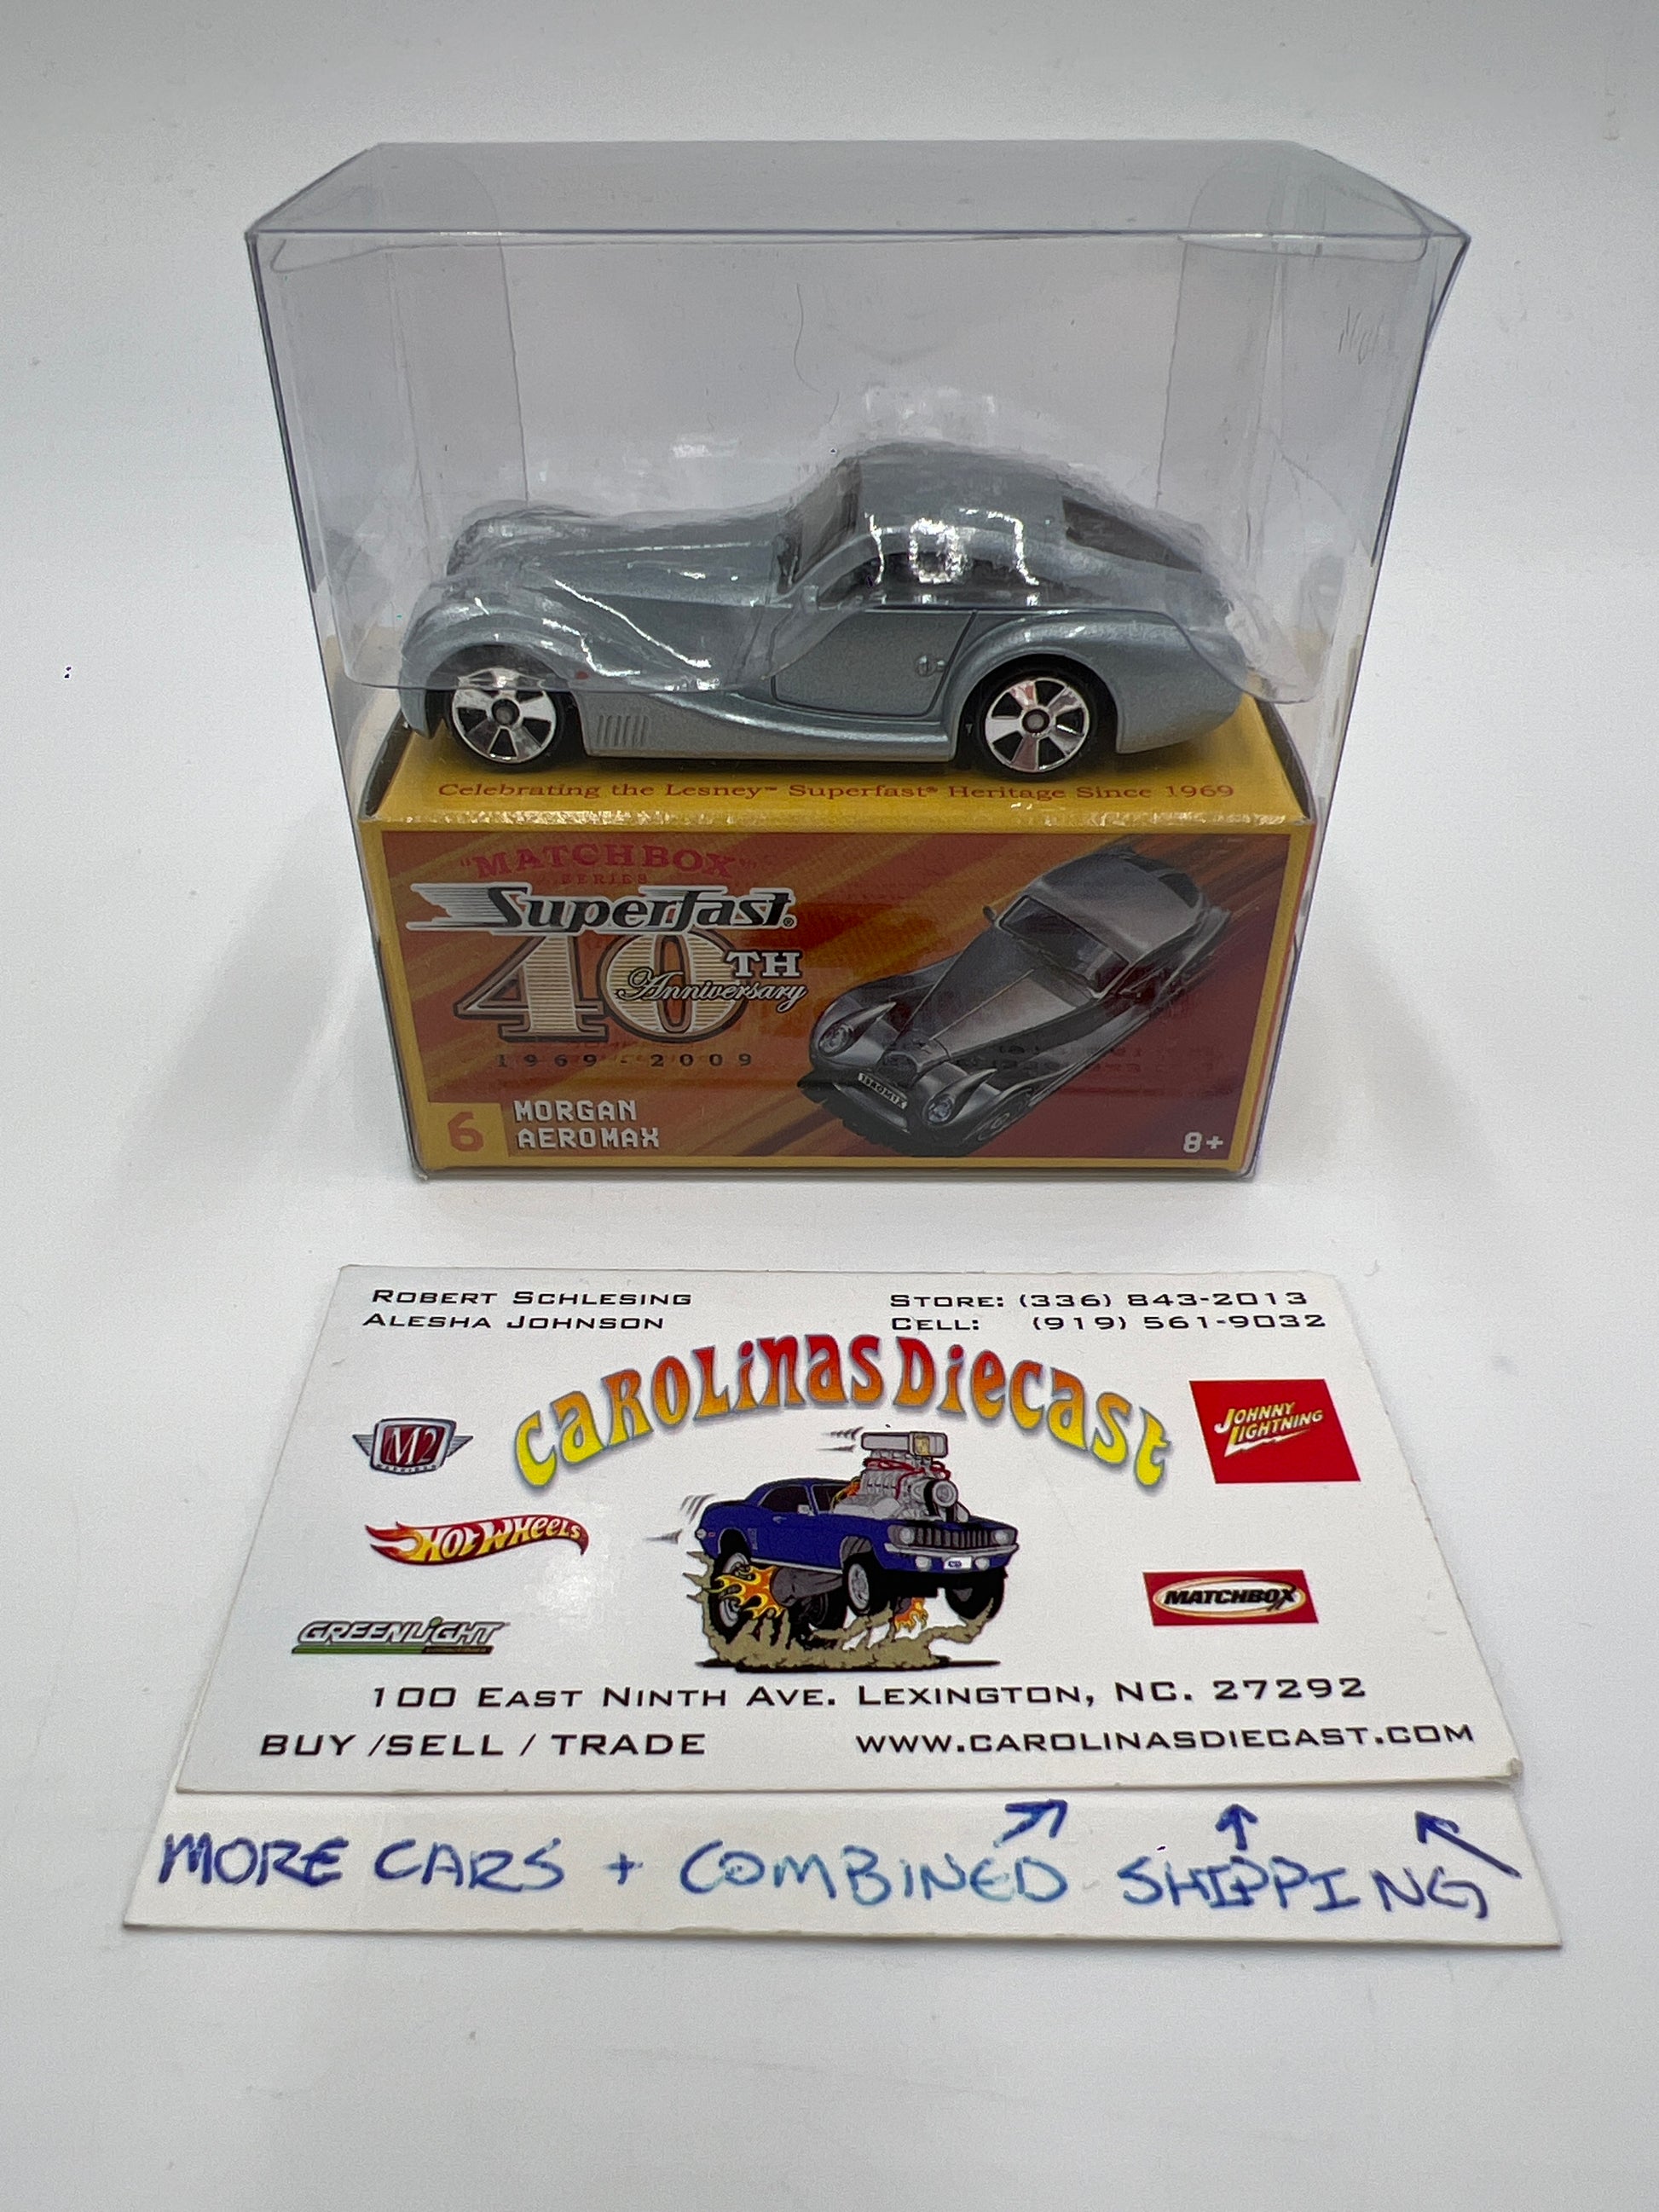 Celebrating the Lesney™ Superfast® Heritage Since 1969
"MATCHBOX"
SERIES
Superfast®
40TH
Anniversary
1969 - 2009
6 MORGAN
AEROMAX
8+
ROBERT SCHLESING
ALESHA JOHNSON
STORE: (336) 843-2013
CELL: (919) 561-9032
CAROLINAS DIECAST
M2
JOHNNY
LIGHTNING
HOT WHEELS
MATCHBOX
GREENLIGHT
100 EAST NINTH AVE. LEXINGTON, NC. 27292
BUY /SELL / TRADE
WWW.CAROLINASDIECAST.COM
MORE CARS + COMBINED SHIPPING